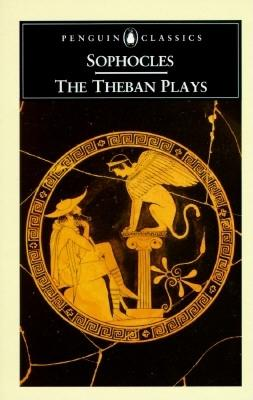 PENGUIN CLASSICS
SOPHOCLES
THE THEBAN PLAYS